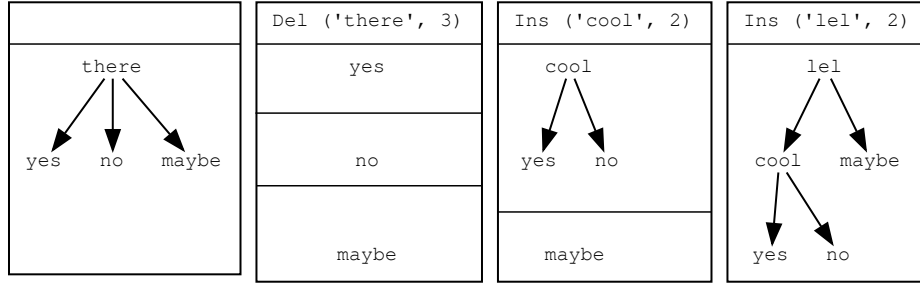 there
yes no maybe
Del ('there', 3)
yes
no
maybe
Ins ('cool', 2)
cool
yes no
maybe
Ins ('lel', 2)
lel
cool maybe
yes no